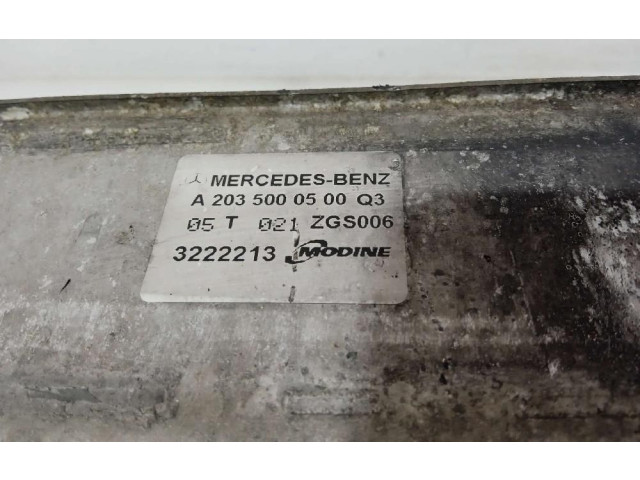 MERCEDES-BENZ
A 203 500 05 00 Q3
05 T 021 ZGS006
3222213 MODINE